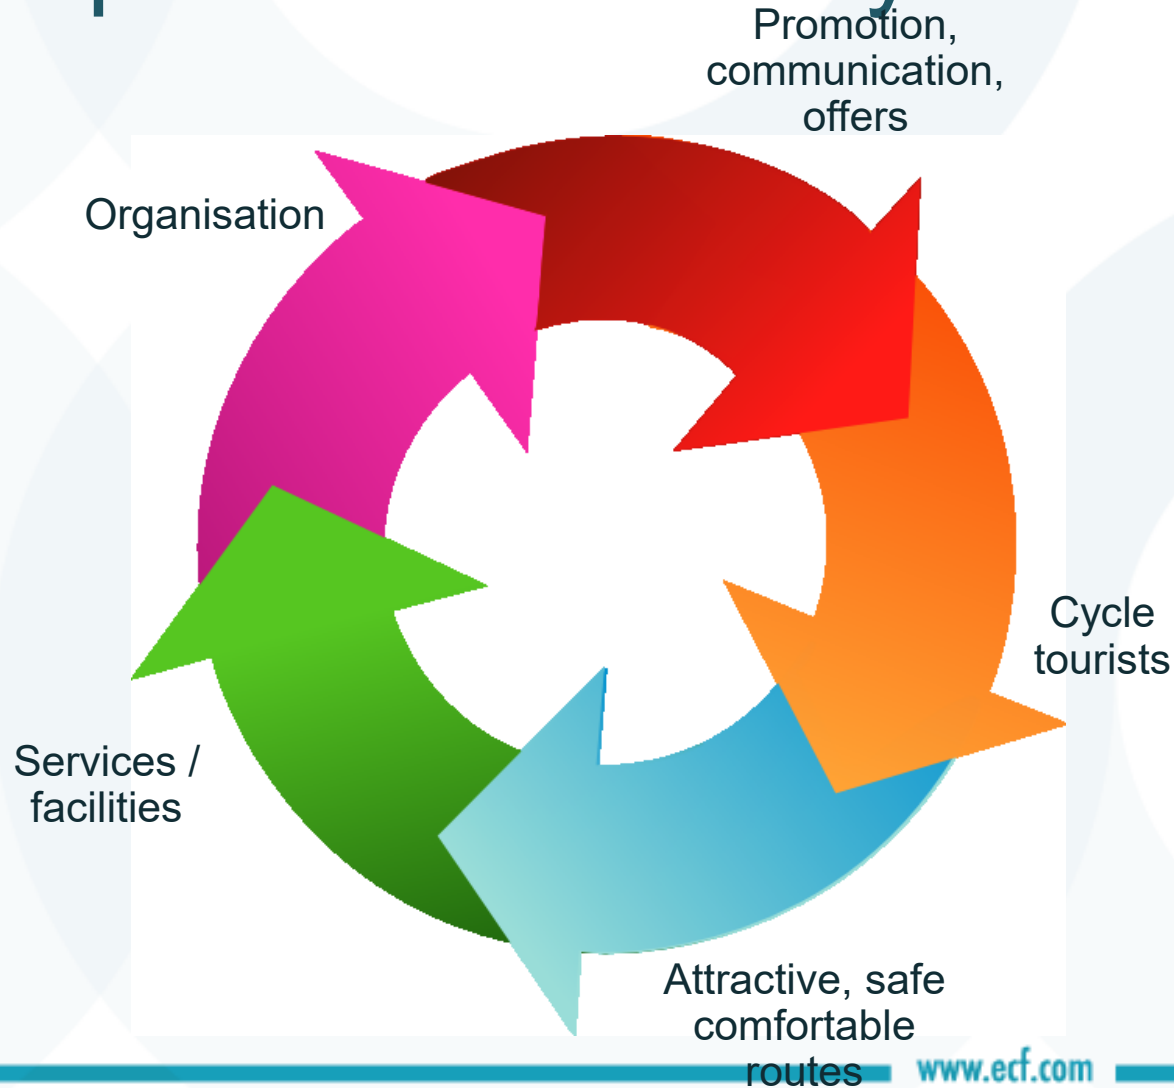 Promotion,
communication,
offers
Organisation
Cycle
tourists
Services /
facilities
Attractive, safe
comfortable
routes
www.ecf.com